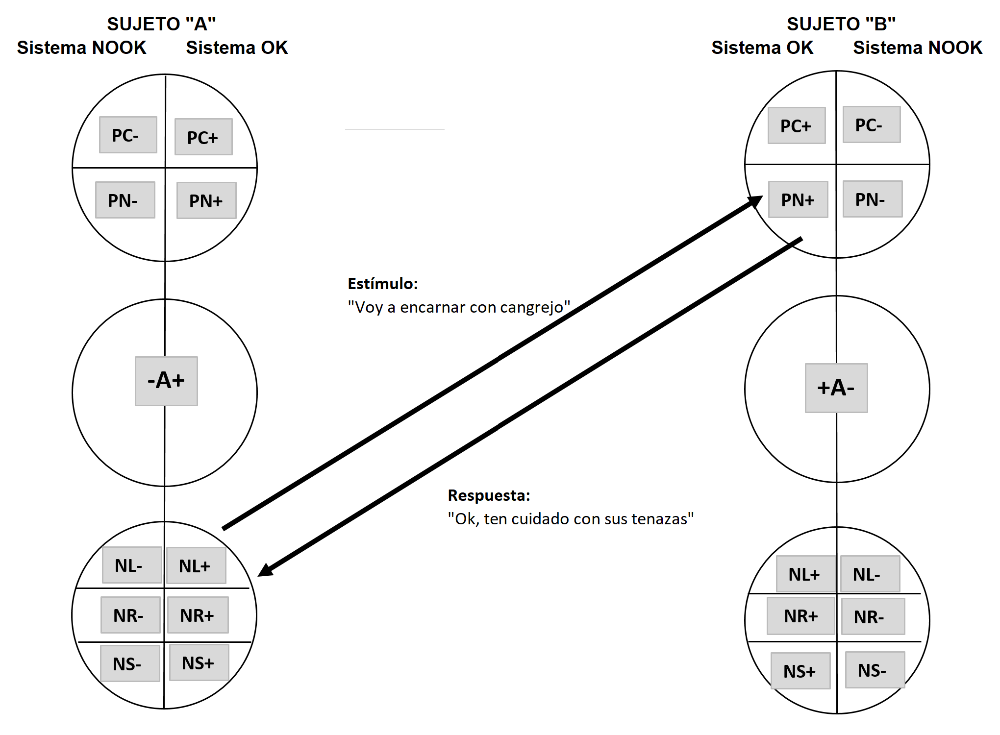 SUJETO "A"
Sistema NOOK Sistema OK
SUJETO "B"
Sistema OK Sistema NOOK
PC- PC+
PN- PN+
PC+ PC-
PN+ PN-
Estímulo:
"Voy a encarnar con cangrejo"
-A+
+A-
Respuesta:
"Ok, ten cuidado con sus tenazas"
NL- NL+
NR- NR+
NS- NS+
NL+ NL-
NR+ NR-
NS+ NS-